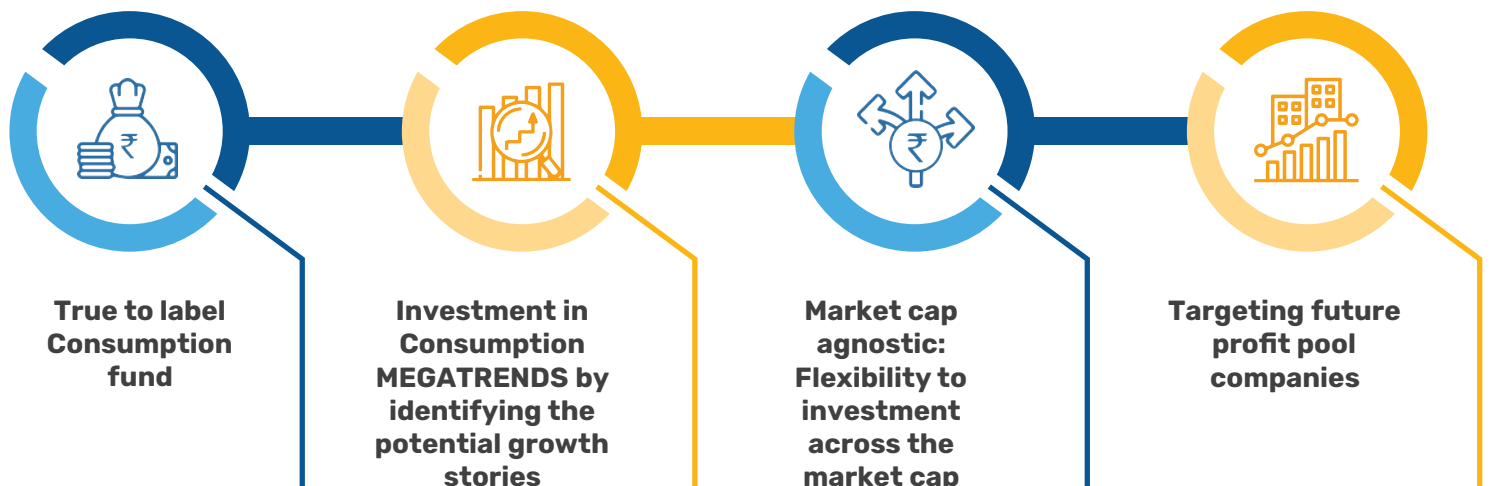 ₹
₹
True to label
Consumption
fund
Investment in
Consumption
MEGATRENDS by
identifying the
potential growth
stories
Market cap
agnostic:
Flexibility to
investment
across the
market cap
Targeting future
profit pool
companies